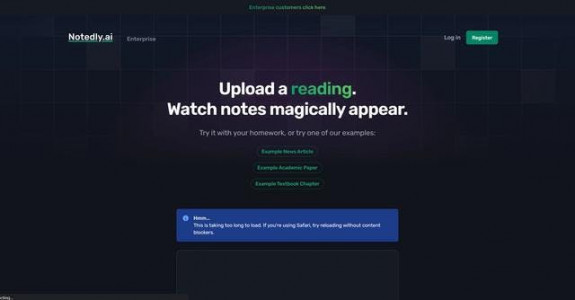 Enterprise customers click here
Notedly.ai
Enterprise
Log in
Register
Upload a reading.
Watch notes magically appear.
Try it with your homework, or try one of our examples:
Example News Article
Example Academic Paper
Example Textbook Chapter
Hmm...
This is taking too long to load. If you're using Safari, try reloading without content
blockers.